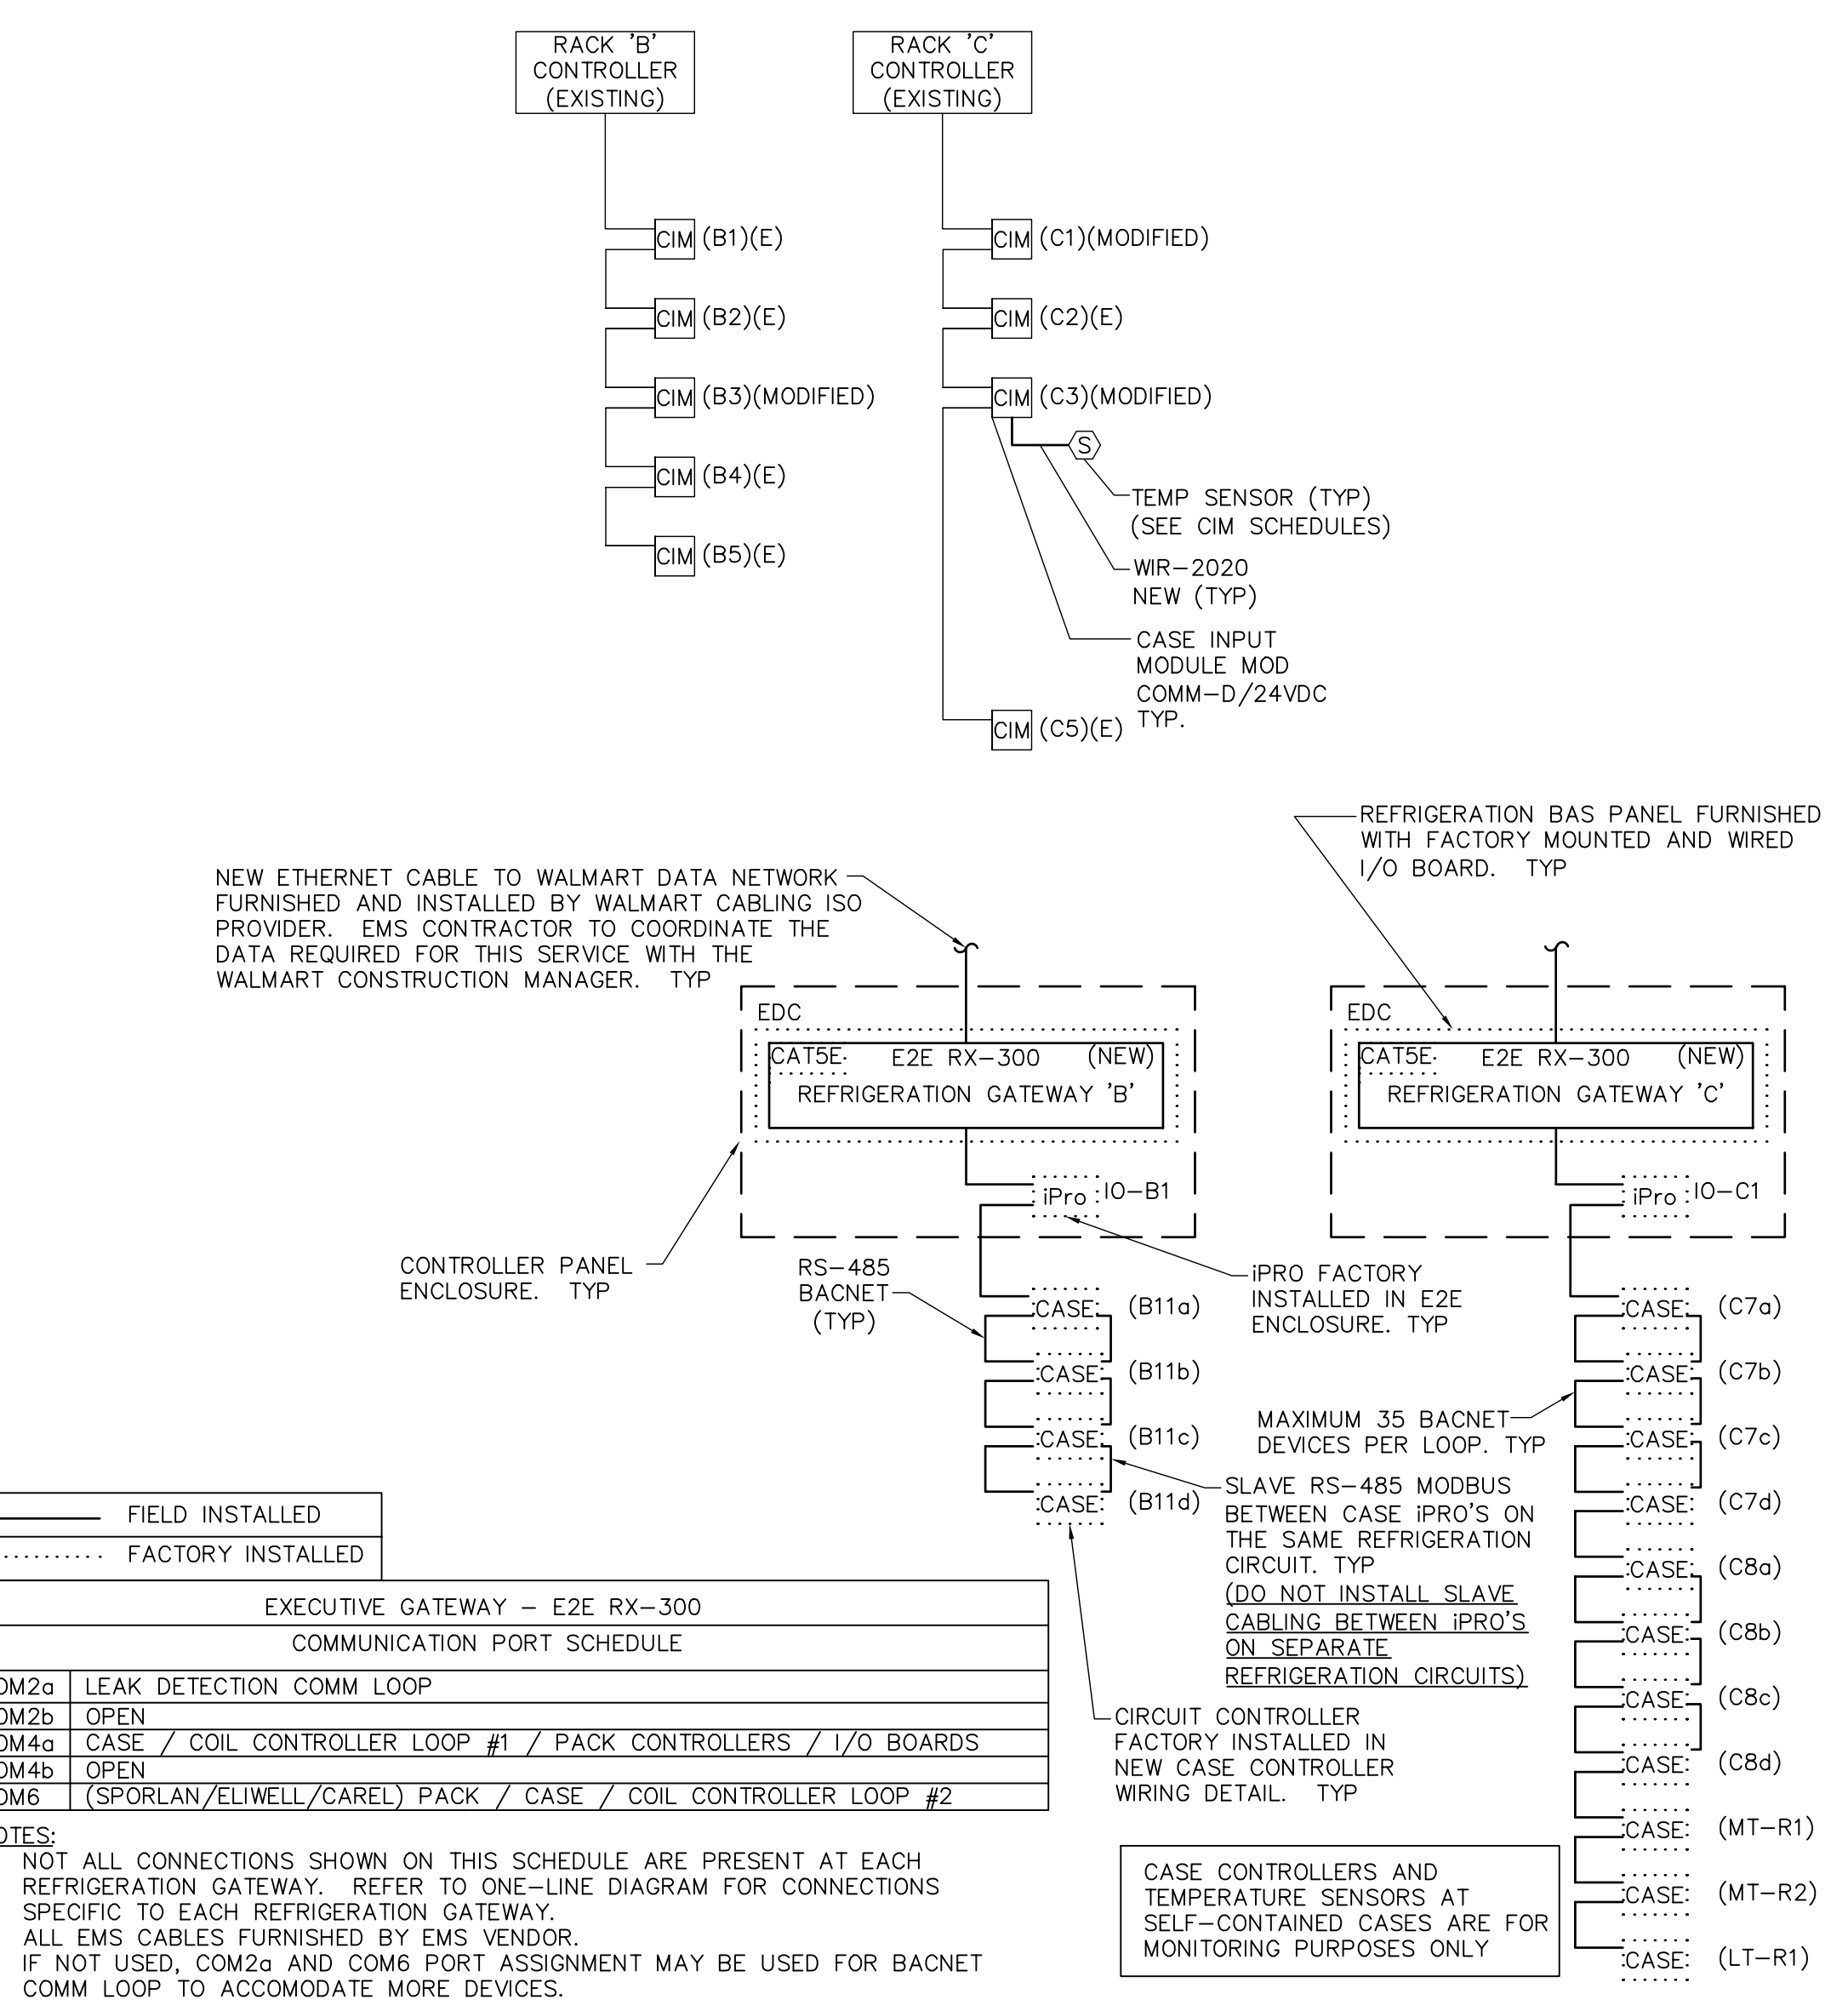 RACK 'B'
CONTROLLER
(EXISTING)
RACK 'C'
CONTROLLER
(EXISTING)
CIM (B1)(E)
CIM (B2)(E)
CIM (B3)(MODIFIED)
CIM (B4)(E)
CIM (B5)(E)
CIM (C1)(MODIFIED)
CIM (C2)(E)
CIM (C3)(MODIFIED)
S
TEMP SENSOR (TYP)
(SEE CIM SCHEDULES)
WIR-2020
NEW (TYP)
CASE INPUT
MODULE MOD
COMM-D/24VDC
TYP.
CIM (C5)(E)
REFRIGERATION BAS PANEL FURNISHED
WITH FACTORY MOUNTED AND WIRED
I/O BOARD. TYP
NEW ETHERNET CABLE TO WALMART DATA NETWORK
FURNISHED AND INSTALLED BY WALMART CABLING ISO
PROVIDER. EMS CONTRACTOR TO COORDINATE THE
DATA REQUIRED FOR THIS SERVICE WITH THE
WALMART CONSTRUCTION MANAGER. TYP
EDC
CAT5E E2E RX-300 (NEW)
REFRIGERATION GATEWAY 'B'
iPro IO-B1
EDC
CAT5E E2E RX-300 (NEW)
REFRIGERATION GATEWAY 'C'
iPro IO-C1
CONTROLLER PANEL
ENCLOSURE. TYP
RS-485
BACNET
(TYP)
iPRO FACTORY
INSTALLED IN E2E
ENCLOSURE. TYP
CASE (B11a)
CASE (B11b)
CASE (B11c)
CASE (B11d)
MAXIMUM 35 BACNET
DEVICES PER LOOP. TYP
SLAVE RS-485 MODBUS
BETWEEN CASE iPRO'S ON
THE SAME REFRIGERATION
CIRCUIT. TYP
(DO NOT INSTALL SLAVE
CABLING BETWEEN iPRO'S
ON SEPARATE
REFRIGERATION CIRCUITS)
CIRCUIT CONTROLLER
FACTORY INSTALLED IN
NEW CASE CONTROLLER
WIRING DETAIL. TYP
CASE (C7a)
CASE (C7b)
CASE (C7c)
CASE (C7d)
CASE (C8a)
CASE (C8b)
CASE (C8c)
CASE (C8d)
CASE (MT-R1)
CASE (MT-R2)
CASE (LT-R1)
FIELD INSTALLED
FACTORY INSTALLED
EXECUTIVE GATEWAY - E2E RX-300
COMMUNICATION PORT SCHEDULE
OM2a LEAK DETECTION COMM LOOP
OM2b OPEN
OM4a CASE / COIL CONTROLLER LOOP #1 / PACK CONTROLLERS / I/O BOARDS
OM4b OPEN
OM6 (SPORLAN/ELIWELL/CAREL) PACK / CASE / COIL CONTROLLER LOOP #2
OTES:
NOT ALL CONNECTIONS SHOWN ON THIS SCHEDULE ARE PRESENT AT EACH
REFRIGERATION GATEWAY. REFER TO ONE-LINE DIAGRAM FOR CONNECTIONS
SPECIFIC TO EACH REFRIGERATION GATEWAY.
ALL EMS CABLES FURNISHED BY EMS VENDOR.
IF NOT USED, COM2a AND COM6 PORT ASSIGNMENT MAY BE USED FOR BACNET
COMM LOOP TO ACCOMODATE MORE DEVICES.
CASE CONTROLLERS AND
TEMPERATURE SENSORS AT
SELF-CONTAINED CASES ARE FOR
MONITORING PURPOSES ONLY